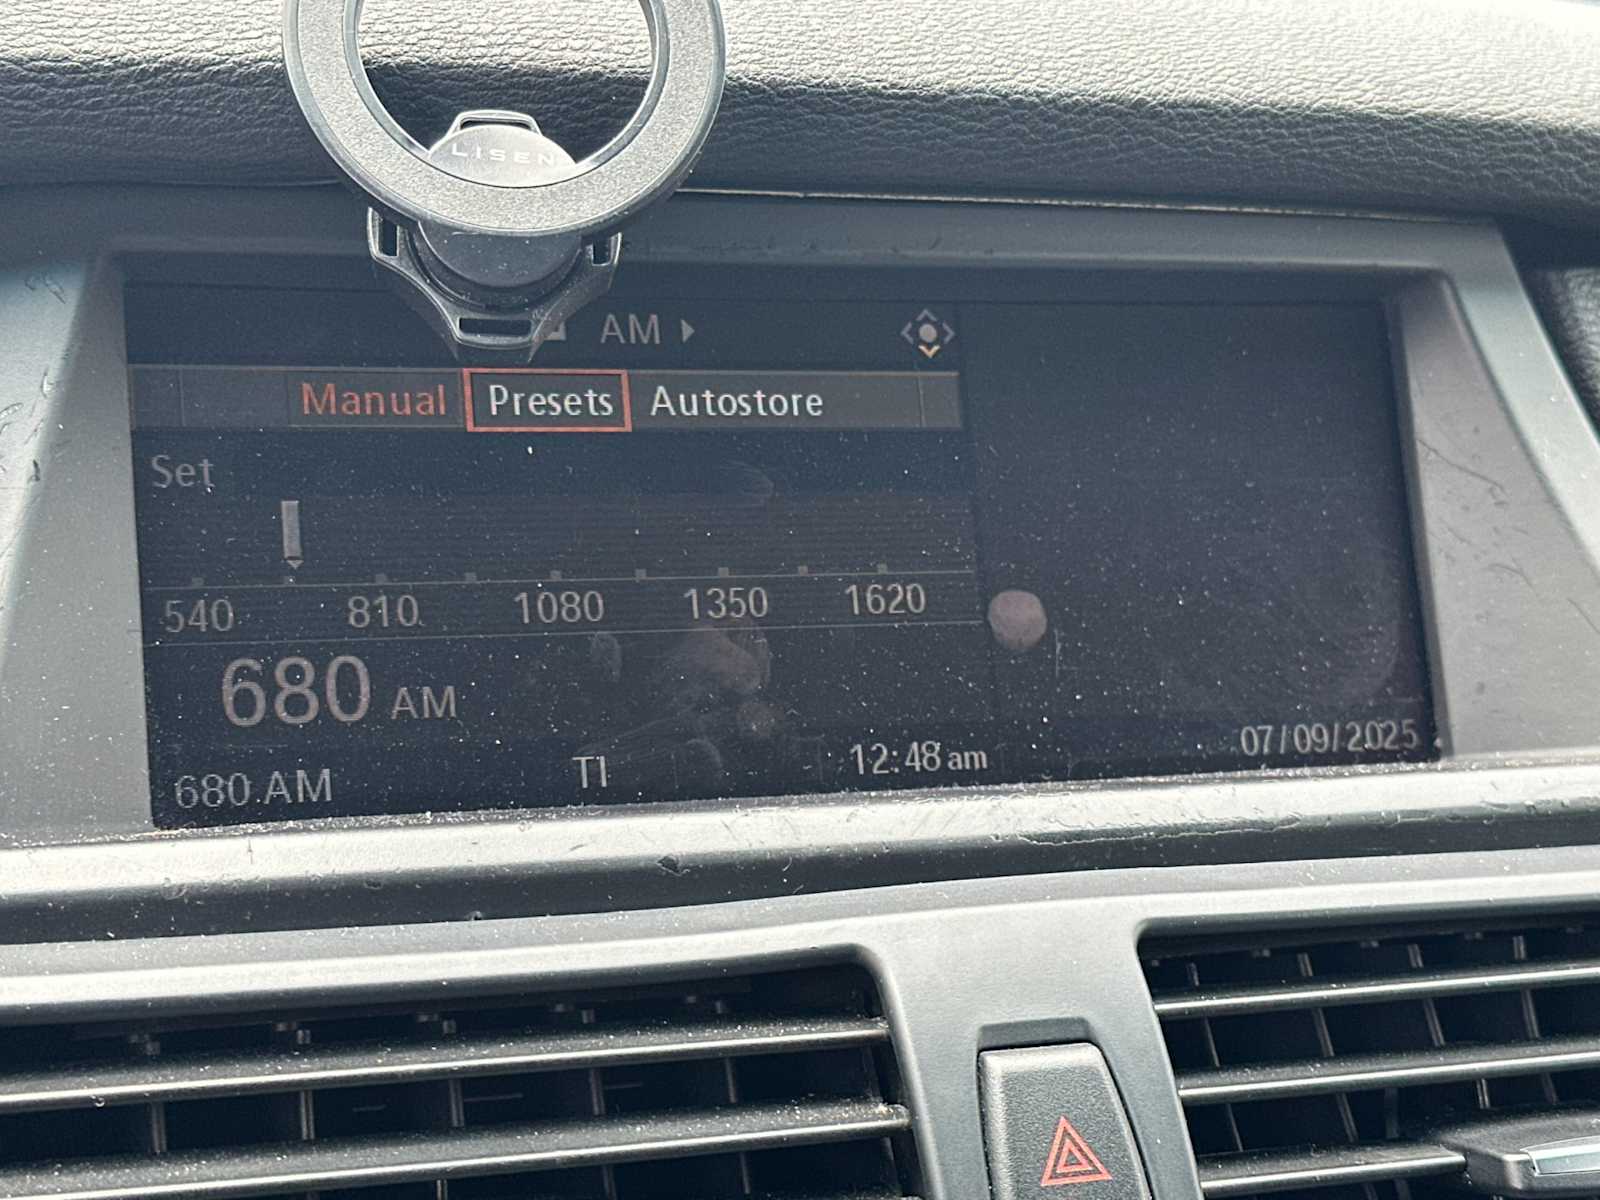 LISEN
AM
Manual Presets Autostore
Set
540 810 1080 1350 1620
680 AM
680 AM TI 12:48 am 07/09/2025